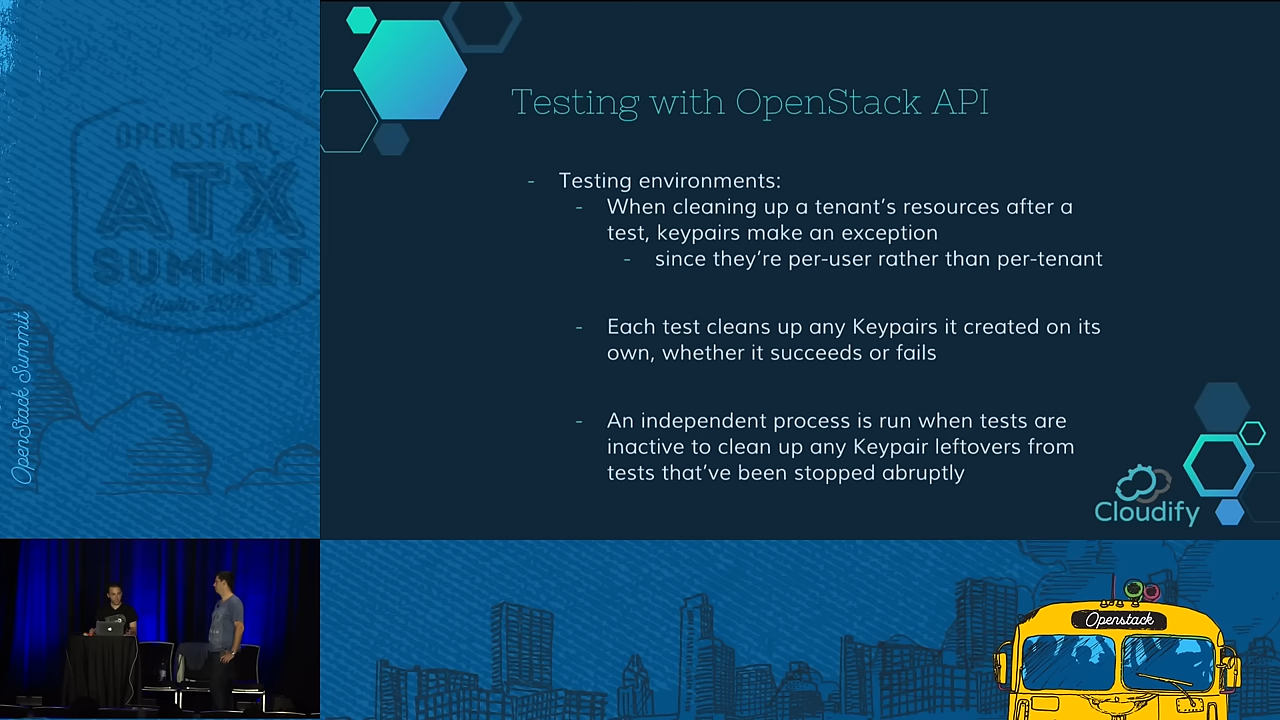 OPENSTACK
ATX
SUMMIT
Austin 2016
OpenStack Summit
Testing with OpenStack API
- Testing environments:
- When cleaning up a tenant's resources after a
test, keypairs make an exception
- since they're per-user rather than per-tenant
- Each test cleans up any Keypairs it created on its
own, whether it succeeds or fails
- An independent process is run when tests are
inactive to clean up any Keypair leftovers from
tests that've been stopped abruptly
Cloudify
Openstack